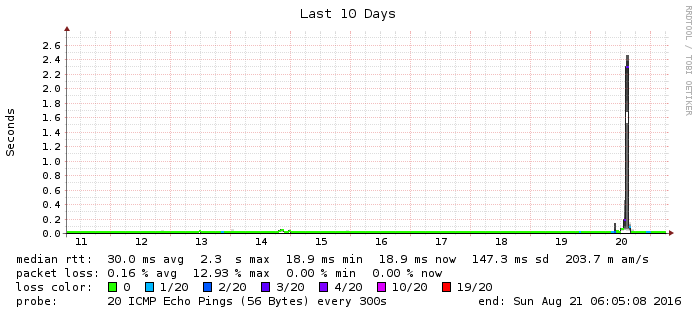 Last 10 Days
RRDTOOL / TOBI OETIKER
Seconds
2.6
2.4
2.2
2.0
1.8
1.6
1.4
1.2
1.0
0.8
0.6
0.4
0.2
0.0
11 12 13 14 15 16 17 18 19 20
median rtt: 30.0 ms avg 2.3 s max 18.9 ms min 18.9 ms now 147.3 ms sd 203.7 m am/s
packet loss: 0.16 % avg 12.93 % max 0.00 % min 0.00 % now
loss color: 0 1/20 2/20 3/20 4/20 10/20 19/20
probe: 20 ICMP Echo Pings (56 Bytes) every 300s end: Sun Aug 21 06:05:08 2016